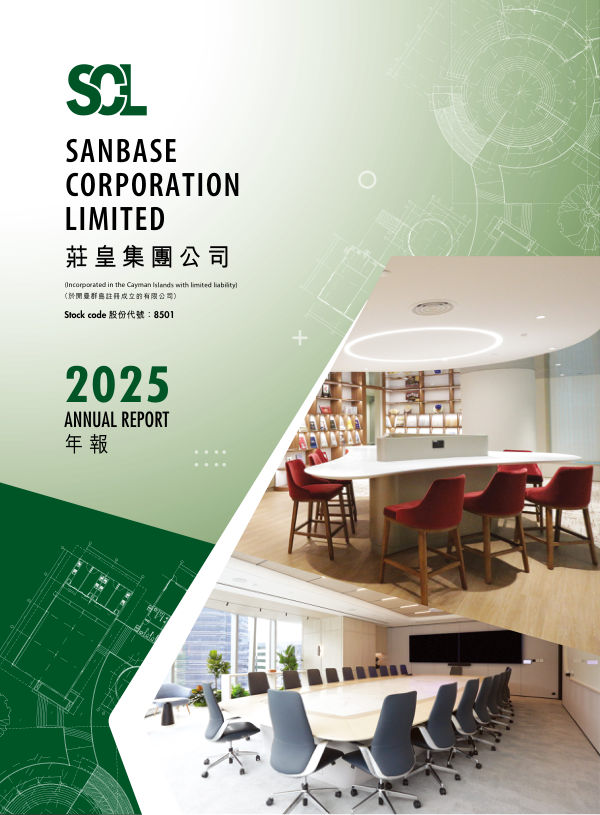 SCL
SANBASE
CORPORATION
LIMITED
莊皇集團公司
(Incorporated in the Cayman Islands with limited liability)
(於開曼群島註冊成立的有限公司)
Stock code 股份代號：8501
2025
ANNUAL REPORT
年報